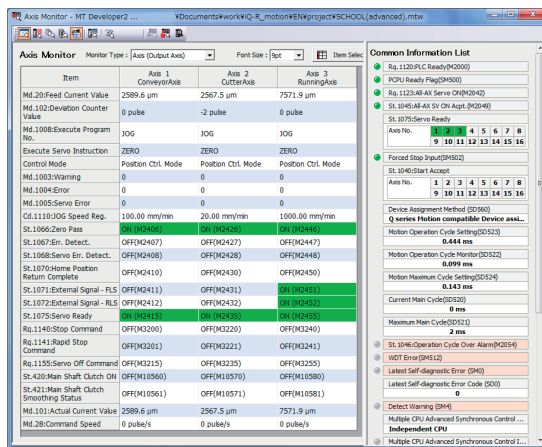 Axis Monitor - MT Developer2 ... ¥Documents¥work¥iQ-R_motion¥EN¥project¥SCHOOL(advanced).mtw
Axis Monitor Monitor Type : Axis (Output Axis) Font Size : 9pt Item Selec
Item Axis 1 ConveyorAxis Axis 2 CutterAxis Axis 3 RunningAxis
Md.20:Feed Current Value 2589.6 µm 2567.5 µm 7571.9 µm
Md.102:Deviation Counter Value 0 pulse -2 pulse 0 pulse
Md.1008:Execute Program No. JOG JOG JOG
Execute Servo Instruction ZERO ZERO ZERO
Control Mode Position Ctrl. Mode Position Ctrl. Mode Position Ctrl. Mode
Md.1003:Warning 0 0 0
Md.1004:Error 0 0 0
Md.1005:Servo Error 0 0 0
Cd.1110:JOG Speed Reg. 100.00 mm/min 20.00 mm/min 1000.00 mm/min
St.1066:Zero Pass ON (M2406) ON (M2426) ON (M2446)
St.1067:Err. Detect. OFF(M2407) OFF(M2427) OFF(M2447)
St.1068:Servo Err. Detect. OFF(M2408) OFF(M2428) OFF(M2448)
St.1070:Home Position Return Complete OFF(M2410) OFF(M2430) OFF(M2450)
St.1071:External Signal - FLS OFF(M2411) OFF(M2431) ON (M2451)
St.1072:External Signal - RLS OFF(M2412) OFF(M2432) ON (M2452)
St.1075:Servo Ready ON (M2415) ON (M2435) ON (M2455)
Rq.1140:Stop Command OFF(M3200) OFF(M3220) OFF(M3240)
Rq.1141:Rapid Stop Command OFF(M3201) OFF(M3221) OFF(M3241)
Rq.1155:Servo Off Command OFF(M3215) OFF(M3235) OFF(M3255)
St.420:Main Shaft Clutch ON OFF(M10560) OFF(M10570) OFF(M10580)
St.421:Main Shaft Clutch Smoothing Status OFF(M10561) OFF(M10571) OFF(M10581)
Md.101:Actual Current Value 2589.6 µm 2567.5 µm 7571.9 µm
Md.28:Command Speed 0 pulse/s 0 pulse/s 0 pulse/s
Common Information List
Rq.1120:PLC Ready(M2000)
PCPU Ready Flag(SM500)
Rq.1123:All-AX Servo ON(M2042)
St.1045:All-AX SV ON Acpt.(M2049)
St.1075:Servo Ready
Axis No. 1 2 3 4 5 6 7 8
9 10 11 12 13 14 15 16
Forced Stop Input(SM502)
St.1040:Start Accept
Axis No. 1 2 3 4 5 6 7 8
9 10 11 12 13 14 15 16
Device Assignment Method (SD560)
Q series Motion compatible Device assi...
Motion Operation Cycle Setting(SD523)
0.444 ms
Motion Operation Cycle Monitor(SD522)
0.099 ms
Motion Maximum Cycle Setting(SD524)
0.143 ms
Current Main Cycle(SD520)
0 ms
Maximum Main Cycle(SD521)
2 ms
St.1046:Operation Cycle Over Alarm(M2054)
WDT Error(SM512)
Latest Self-diagnostic Error (SM0)
Latest Self-diagnostic Error Code (SD0)
0
Detect Warning (SM4)
Multiple CPU Advanced Synchronous Control ...
Independent CPU
Multiple CPU Advanced Synchronous Control I...